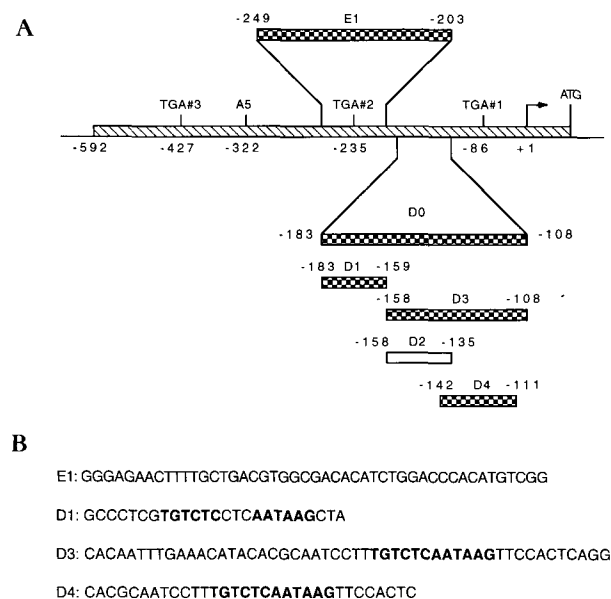 A
-249 E1 -203
TGA#3 A5 TGA#2 TGA#1 ATG
-592 -427 -322 -235 -86 +1
D0
-183 -108
-183 D1 -159
-158 D3 -108
-158 D2 -135
-142 D4 -111
B
E1: GGGAGAACTTTTGCTGACGTGGCGACACATCTGGACCCACATGTCGG
D1: GCCCTCGTGTCTCCTCAATAAGCTA
D3: CACAATTTGAAACATACACGCAATCCTTTGTCTCAATAAGTTCCACTCAGG
D4: CACGCAATCCTTTGTCTCAATAAGTTCCACTC